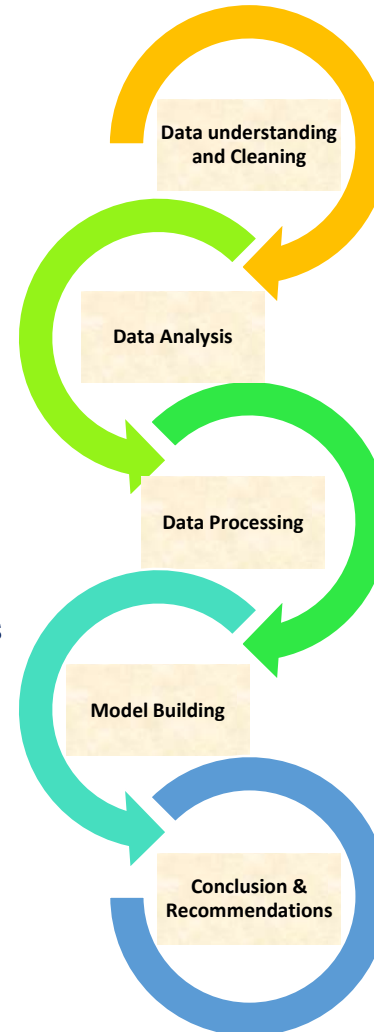 Data understanding
and Cleaning
Data Analysis
Data Processing
s
Model Building
Conclusion &
Recommendations